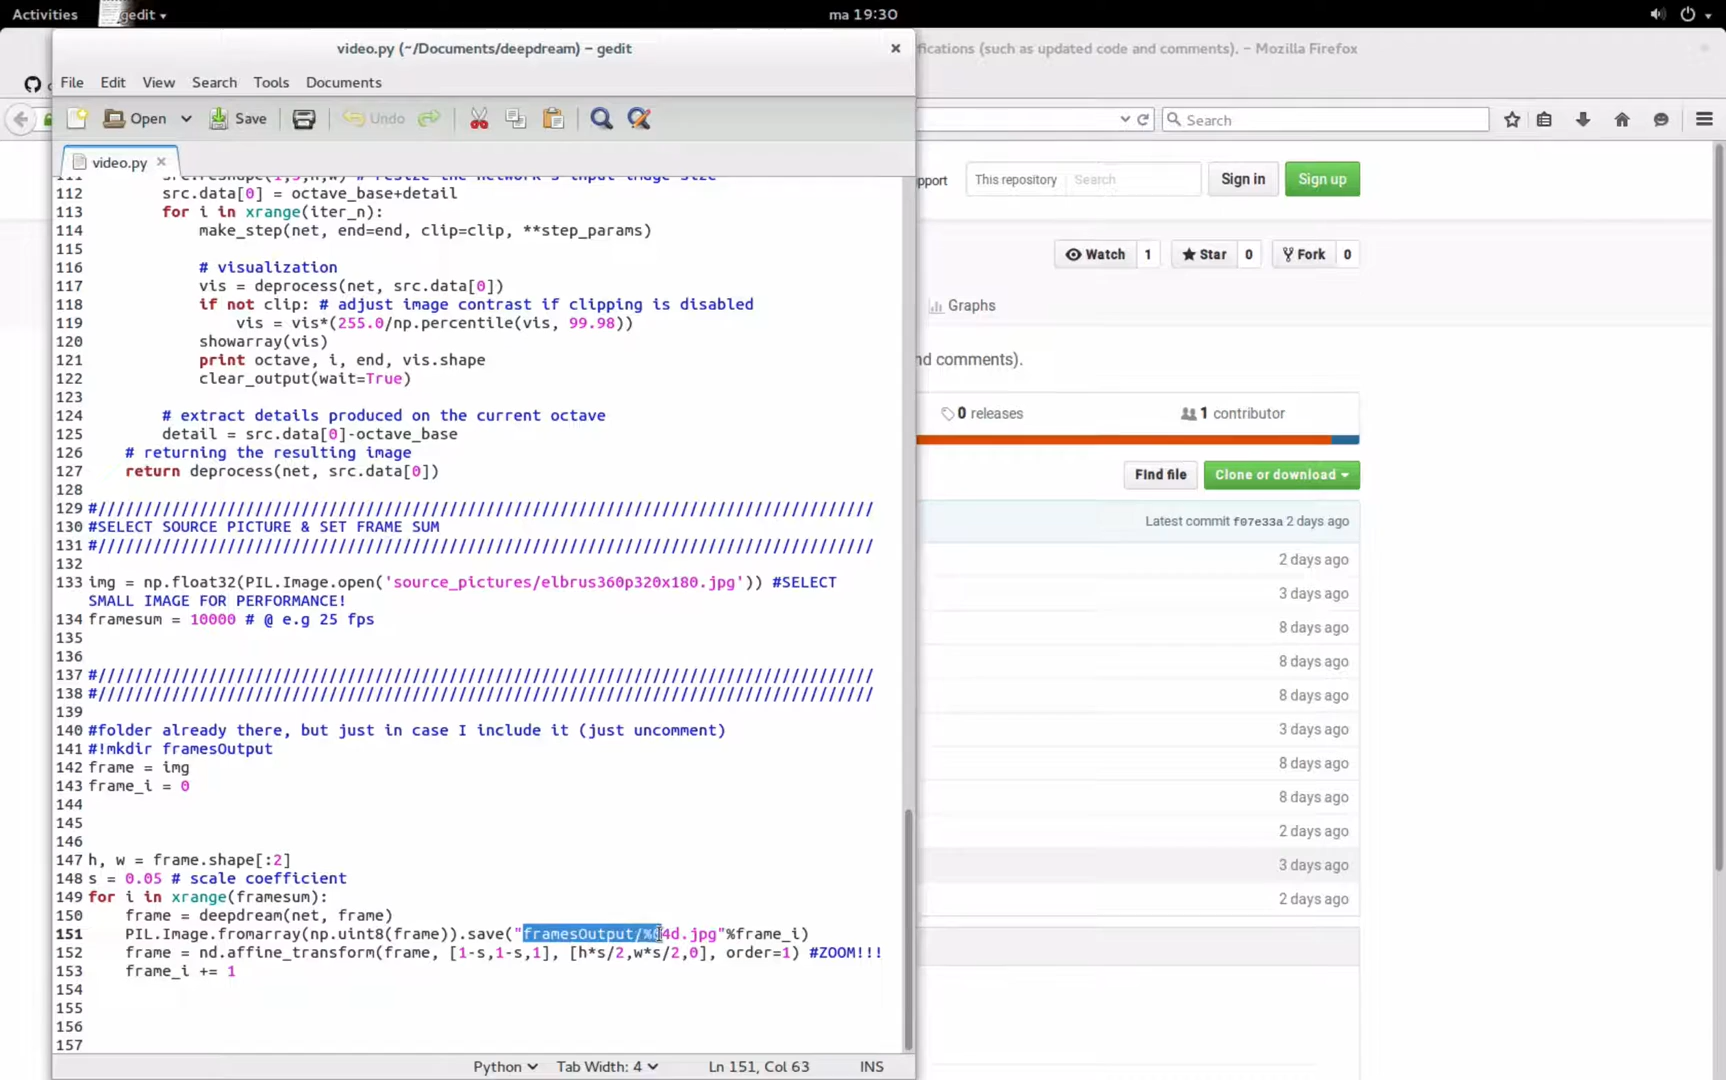 Activities gedit ma 19:30
video.py (~/Documents/deepdream) – gedit
fications (such as updated code and comments). – Mozilla Firefox
File Edit View Search Tools Documents
Open Save Undo
Search
video.py
pport This repository Search Sign in Sign up
112 src.data[0] = octave_base+detail
113 for i in xrange(iter_n):
114 make_step(net, end=end, clip=clip, **step_params)
115
116 # visualization
117 vis = deprocess(net, src.data[0])
118 if not clip: # adjust image contrast if clipping is disabled
119 vis = vis*(255.0/np.percentile(vis, 99.98))
120 showarray(vis)
121 print octave, i, end, vis.shape
122 clear_output(wait=True)
123
124 # extract details produced on the current octave
125 detail = src.data[0]-octave_base
126 # returning the resulting image
127 return deprocess(net, src.data[0])
128
129 #/////////////////////////////////////////////////////////////////////////////////////
130 #SELECT SOURCE PICTURE & SET FRAME SUM
131 #/////////////////////////////////////////////////////////////////////////////////////
132
133 img = np.float32(PIL.Image.open('source_pictures/elbrus360p320x180.jpg')) #SELECT
SMALL IMAGE FOR PERFORMANCE!
134 framesum = 10000 # @ e.g 25 fps
135
136
137 #/////////////////////////////////////////////////////////////////////////////////////
138 #/////////////////////////////////////////////////////////////////////////////////////
139
140 #folder already there, but just in case I include it (just uncomment)
141 #!mkdir framesOutput
142 frame = img
143 frame_i = 0
144
145
146
147 h, w = frame.shape[:2]
148 s = 0.05 # scale coefficient
149 for i in xrange(framesum):
150 frame = deepdream(net, frame)
151 PIL.Image.fromarray(np.uint8(frame)).save("framesOutput/%04d.jpg"%frame_i)
152 frame = nd.affine_transform(frame, [1-s,1-s,1], [h*s/2,w*s/2,0], order=1) #ZOOM!!!
153 frame_i += 1
154
155
156
157
Python Tab Width: 4 Ln 151, Col 63 INS
Watch 1 Star 0 Fork 0
Graphs
nd comments).
0 releases 1 contributor
Find file Clone or download
Latest commit f07e33a 2 days ago
2 days ago
3 days ago
8 days ago
8 days ago
8 days ago
3 days ago
8 days ago
8 days ago
2 days ago
3 days ago
2 days ago